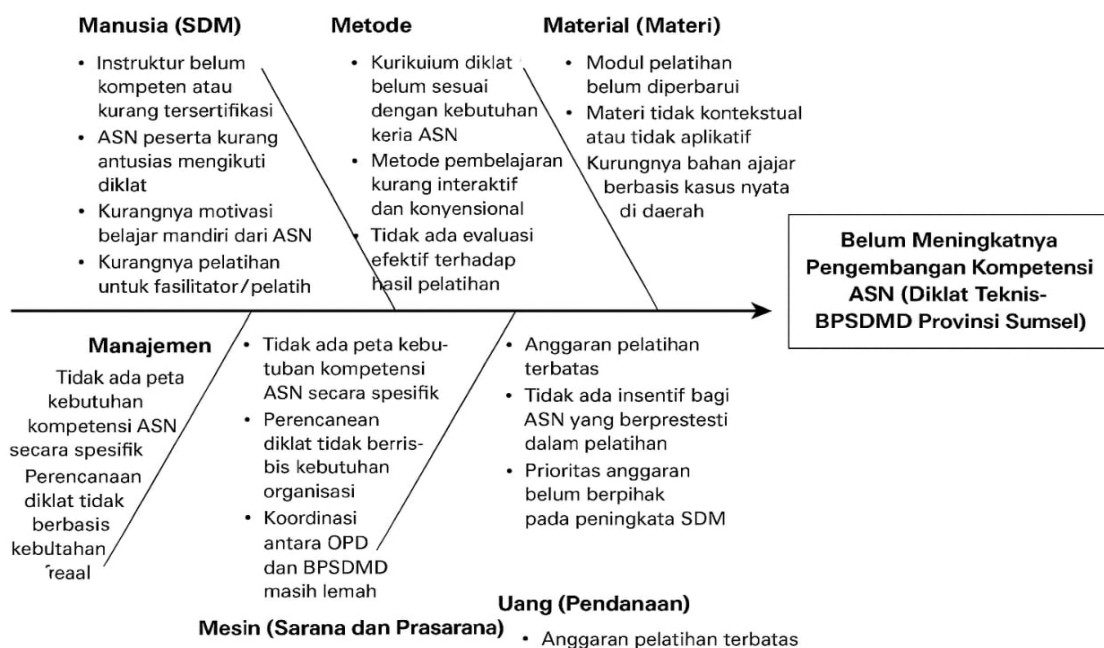 Manusia (SDM)
• Instruktur belum
kompeten atau
kurang tersertifikasi
• ASN peserta kurang
antusias mengikuti
diklat
• Kurangnya motivasi
belajar mandiri dari ASN
• Kurangnya pelatihan
untuk fasilitator/pelatih
Metode
• Kurikuium diklat
belum sesuai
dengan kebutuhan
keria ASN
• Metode pembelajaran
kurang interaktif
dan konyensional
• Tidak ada evaluasi
efektif terhadap
hasil pelatihan
Material (Materi)
• Modul pelatihan
belum diperbarui
• Materi tidak kontekstual
atau tidak aplikatif
Kurungnya bahan ajajar
berbasis kasus nyata
di daerah
Belum Meningkatnya
Pengembangan Kompetensi
ASN (Diklat Teknis-
BPSDMD Provinsi Sumsel)
Manajemen
Tidak ada peta
kebutuhan
kompetensi ASN
secara spesifik
Perencanaan
diklat tidak
berbasis
kebutahan
reaal
• Tidak ada peta kebu-
tuban kompetensi
ASN secara spesifik
• Perencanean
diklat tidak berris-
bis kebutuhan
organisasi
• Koordinasi
antara OPD
dan BPSDMD
masih lemah
Mesin (Sarana dan Prasarana)
• Anggaran pelatihan
terbatas
• Tidak ada insentif bagi
ASN yang berprestesti
dalam pelatihan
• Prioritas anggaran
belum berpihak
pada peningkata SDM
Uang (Pendanaan)
• Anggaran pelatihan terbatas